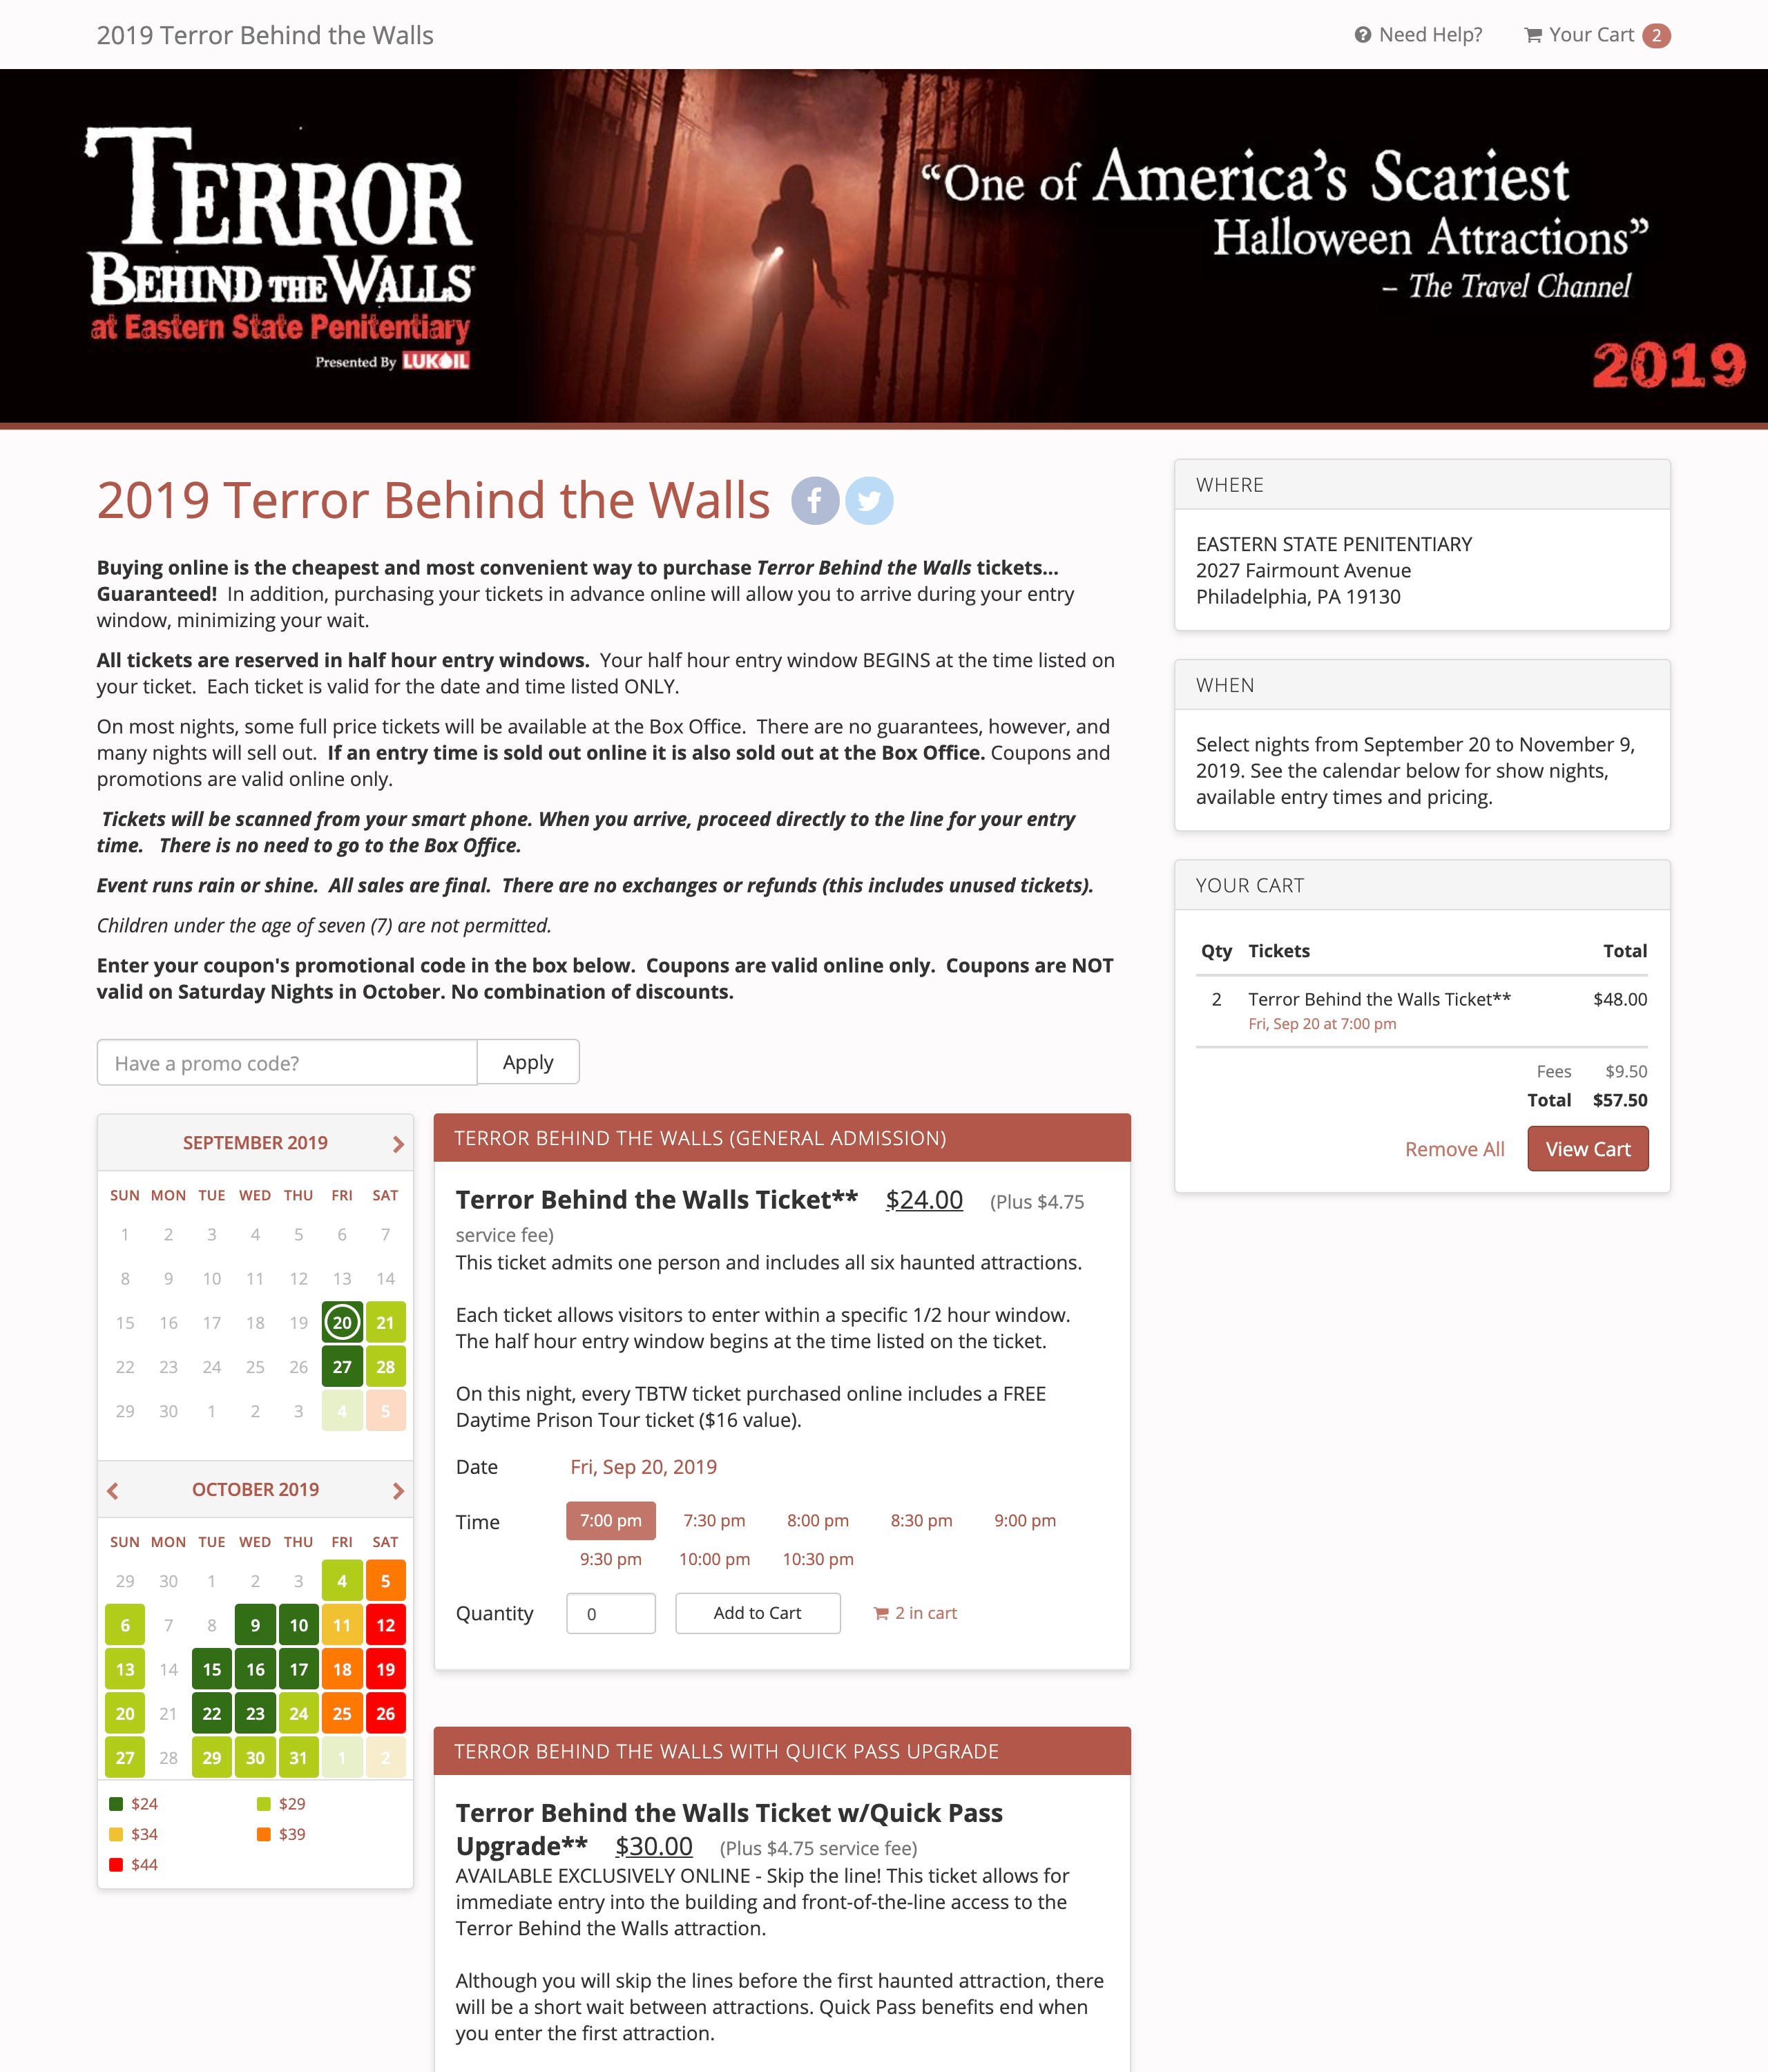 2019 Terror Behind the Walls
Need Help?
Your Cart 2
TERROR
BEHIND THE WALLS
at Eastern State Penitentiary
Presented By LUKOIL
“One of America’s Scariest
Halloween Attractions”
– The Travel Channel
2019
2019 Terror Behind the Walls
Buying online is the cheapest and most convenient way to purchase Terror Behind the Walls tickets...
Guaranteed! In addition, purchasing your tickets in advance online will allow you to arrive during your entry
window, minimizing your wait.
All tickets are reserved in half hour entry windows. Your half hour entry window BEGINS at the time listed on
your ticket. Each ticket is valid for the date and time listed ONLY.
On most nights, some full price tickets will be available at the Box Office. There are no guarantees, however, and
many nights will sell out. If an entry time is sold out online it is also sold out at the Box Office. Coupons and
promotions are valid online only.
Tickets will be scanned from your smart phone. When you arrive, proceed directly to the line for your entry
time. There is no need to go to the Box Office.
Event runs rain or shine. All sales are final. There are no exchanges or refunds (this includes unused tickets).
Children under the age of seven (7) are not permitted.
Enter your coupon's promotional code in the box below. Coupons are valid online only. Coupons are NOT
valid on Saturday Nights in October. No combination of discounts.
Have a promo code?
Apply
SEPTEMBER 2019
SUN MON TUE WED THU FRI SAT
1 2 3 4 5 6 7
8 9 10 11 12 13 14
15 16 17 18 19 20 21
22 23 24 25 26 27 28
29 30 1 2 3 4 5
OCTOBER 2019
SUN MON TUE WED THU FRI SAT
29 30 1 2 3 4 5
6 7 8 9 10 11 12
13 14 15 16 17 18 19
20 21 22 23 24 25 26
27 28 29 30 31 1 2
$24 $29
$34 $39
$44
TERROR BEHIND THE WALLS (GENERAL ADMISSION)
Terror Behind the Walls Ticket** $24.00 (Plus $4.75
service fee)
This ticket admits one person and includes all six haunted attractions.
Each ticket allows visitors to enter within a specific 1/2 hour window.
The half hour entry window begins at the time listed on the ticket.
On this night, every TBTW ticket purchased online includes a FREE
Daytime Prison Tour ticket ($16 value).
Date Fri, Sep 20, 2019
Time 7:00 pm 7:30 pm 8:00 pm 8:30 pm 9:00 pm
9:30 pm 10:00 pm 10:30 pm
Quantity 0 Add to Cart 2 in cart
TERROR BEHIND THE WALLS WITH QUICK PASS UPGRADE
Terror Behind the Walls Ticket w/Quick Pass
Upgrade** $30.00 (Plus $4.75 service fee)
AVAILABLE EXCLUSIVELY ONLINE - Skip the line! This ticket allows for
immediate entry into the building and front-of-the-line access to the
Terror Behind the Walls attraction.
Although you will skip the lines before the first haunted attraction, there
will be a short wait between attractions. Quick Pass benefits end when
you enter the first attraction.
WHERE
EASTERN STATE PENITENTIARY
2027 Fairmount Avenue
Philadelphia, PA 19130
WHEN
Select nights from September 20 to November 9,
2019. See the calendar below for show nights,
available entry times and pricing.
YOUR CART
Qty Tickets Total
2 Terror Behind the Walls Ticket** $48.00
Fri, Sep 20 at 7:00 pm
Fees $9.50
Total $57.50
Remove All
View Cart